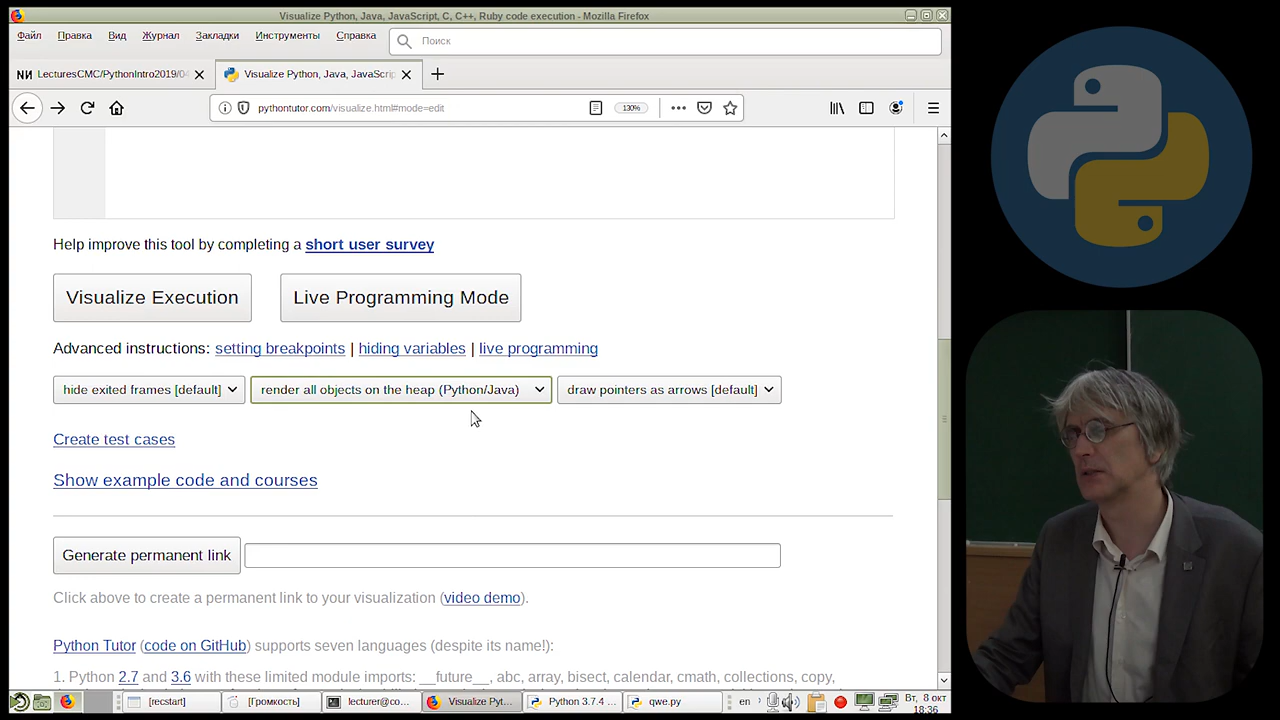 Visualize Python, Java, JavaScript, C, C++, Ruby code execution - Mozilla Firefox
Файл Правка Вид Журнал Закладки Инструменты Справка Поиск
LecturesCMC/PythonIntro2019/04 Visualize Python, Java, JavaScrip
pythontutor.com/visualize.html#mode=edit 130%
Help improve this tool by completing a short user survey
Visualize Execution Live Programming Mode
Advanced instructions: setting breakpoints | hiding variables | live programming
hide exited frames [default] render all objects on the heap (Python/Java) draw pointers as arrows [default]
Create test cases
Show example code and courses
Generate permanent link
Click above to create a permanent link to your visualization (video demo).
Python Tutor (code on GitHub) supports seven languages (despite its name!):
1. Python 2.7 and 3.6 with these limited module imports: __future__, abc, array, bisect, calendar, cmath, collections, copy,
[recstart] Громкость] lecturer@co... Visualize Pyt... Python 3.7.4 ... qwe.py en Вт, 8 окт
18:36